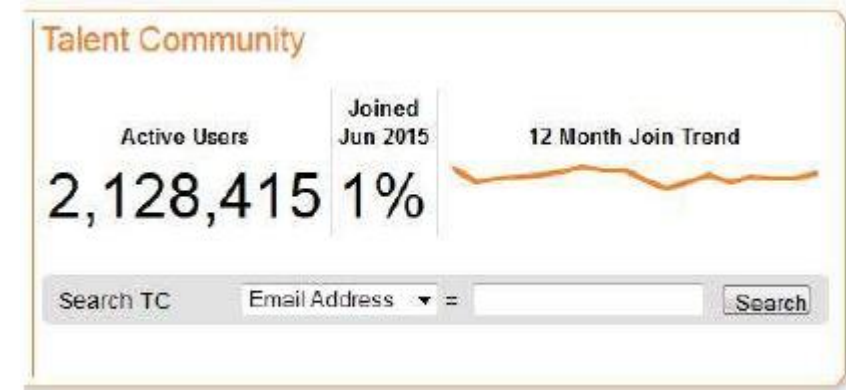 Talent Community
Active Users
Joined
Jun 2015
12 Month Join Trend
2,128,415
1%
Search TC
Email Address
=
Search